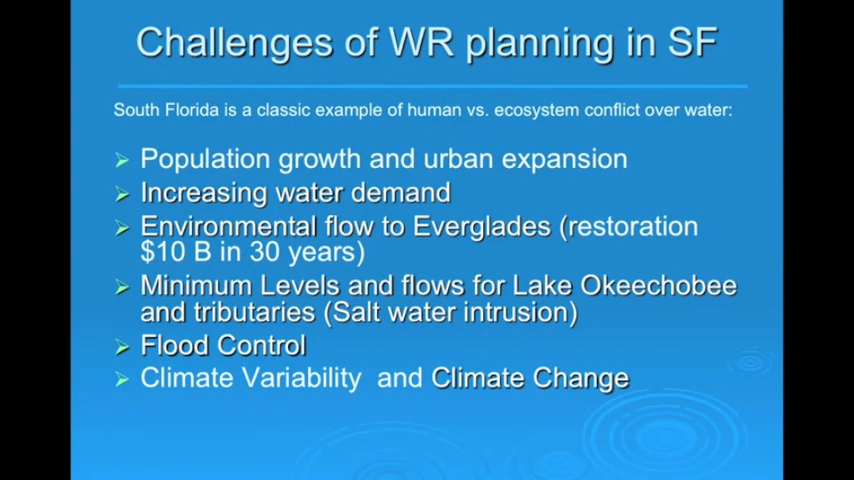 Challenges of WR planning in SF
South Florida is a classic example of human vs. ecosystem conflict over water:
Population growth and urban expansion
Increasing water demand
Environmental flow to Everglades (restoration
$10 B in 30 years)
Minimum Levels and flows for Lake Okeechobee
and tributaries (Salt water intrusion)
Flood Control
Climate Variability and Climate Change